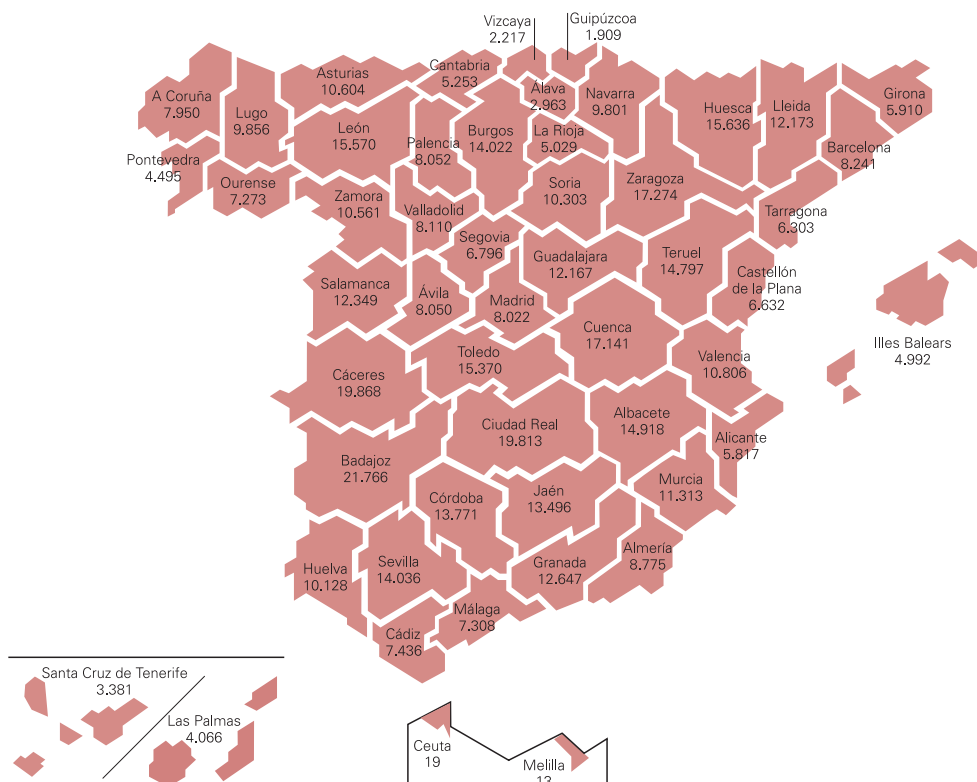 Vizcaya
2.217
Guipúzcoa
1.909
Asturias
10.604
Cantabria
5.253
A Coruña
7.950
Lugo
9.856
Álava
2.963
Navarra
9.801
Huesca
15.636
Lleida
12.173
Girona
5.910
León
15.570
Palencia
8.052
Burgos
14.022
La Rioja
5.029
Barcelona
8.241
Pontevedra
4.495
Ourense
7.273
Zamora
10.561
Valladolid
8.110
Soria
10.303
Zaragoza
17.274
Tarragona
6.303
Segovia
6.796
Guadalajara
12.167
Teruel
14.797
Castellón
de la Plana
6.632
Salamanca
12.349
Ávila
8.050
Madrid
8.022
Cuenca
17.141
Valencia
10.806
Illes Balears
4.992
Cáceres
19.868
Toledo
15.370
Ciudad Real
19.813
Albacete
14.918
Alicante
5.817
Badajoz
21.766
Córdoba
13.771
Jaén
13.496
Murcia
11.313
Huelva
10.128
Sevilla
14.036
Granada
12.647
Almería
8.775
Málaga
7.308
Cádiz
7.436
Santa Cruz de Tenerife
3.381
Las Palmas
4.066
Ceuta
19
Melilla
13